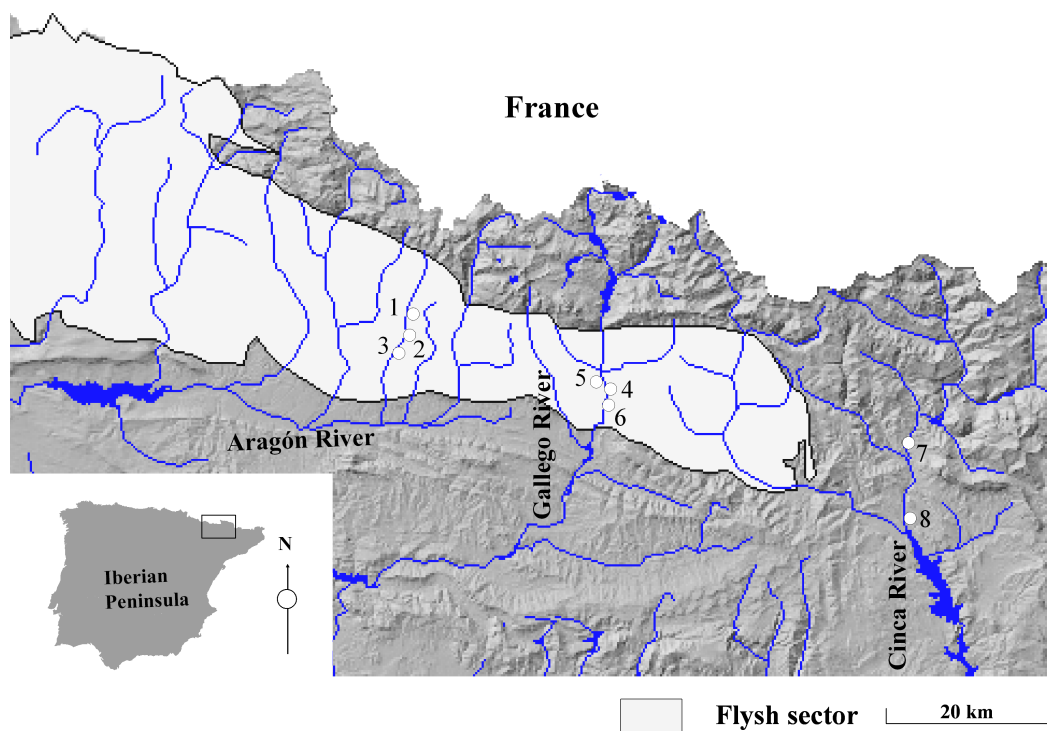 France
1
3
2
5
4
6
Aragón River
Gallego River
7
8
Cinca River
N
Iberian
Peninsula
Flysh sector
20 km